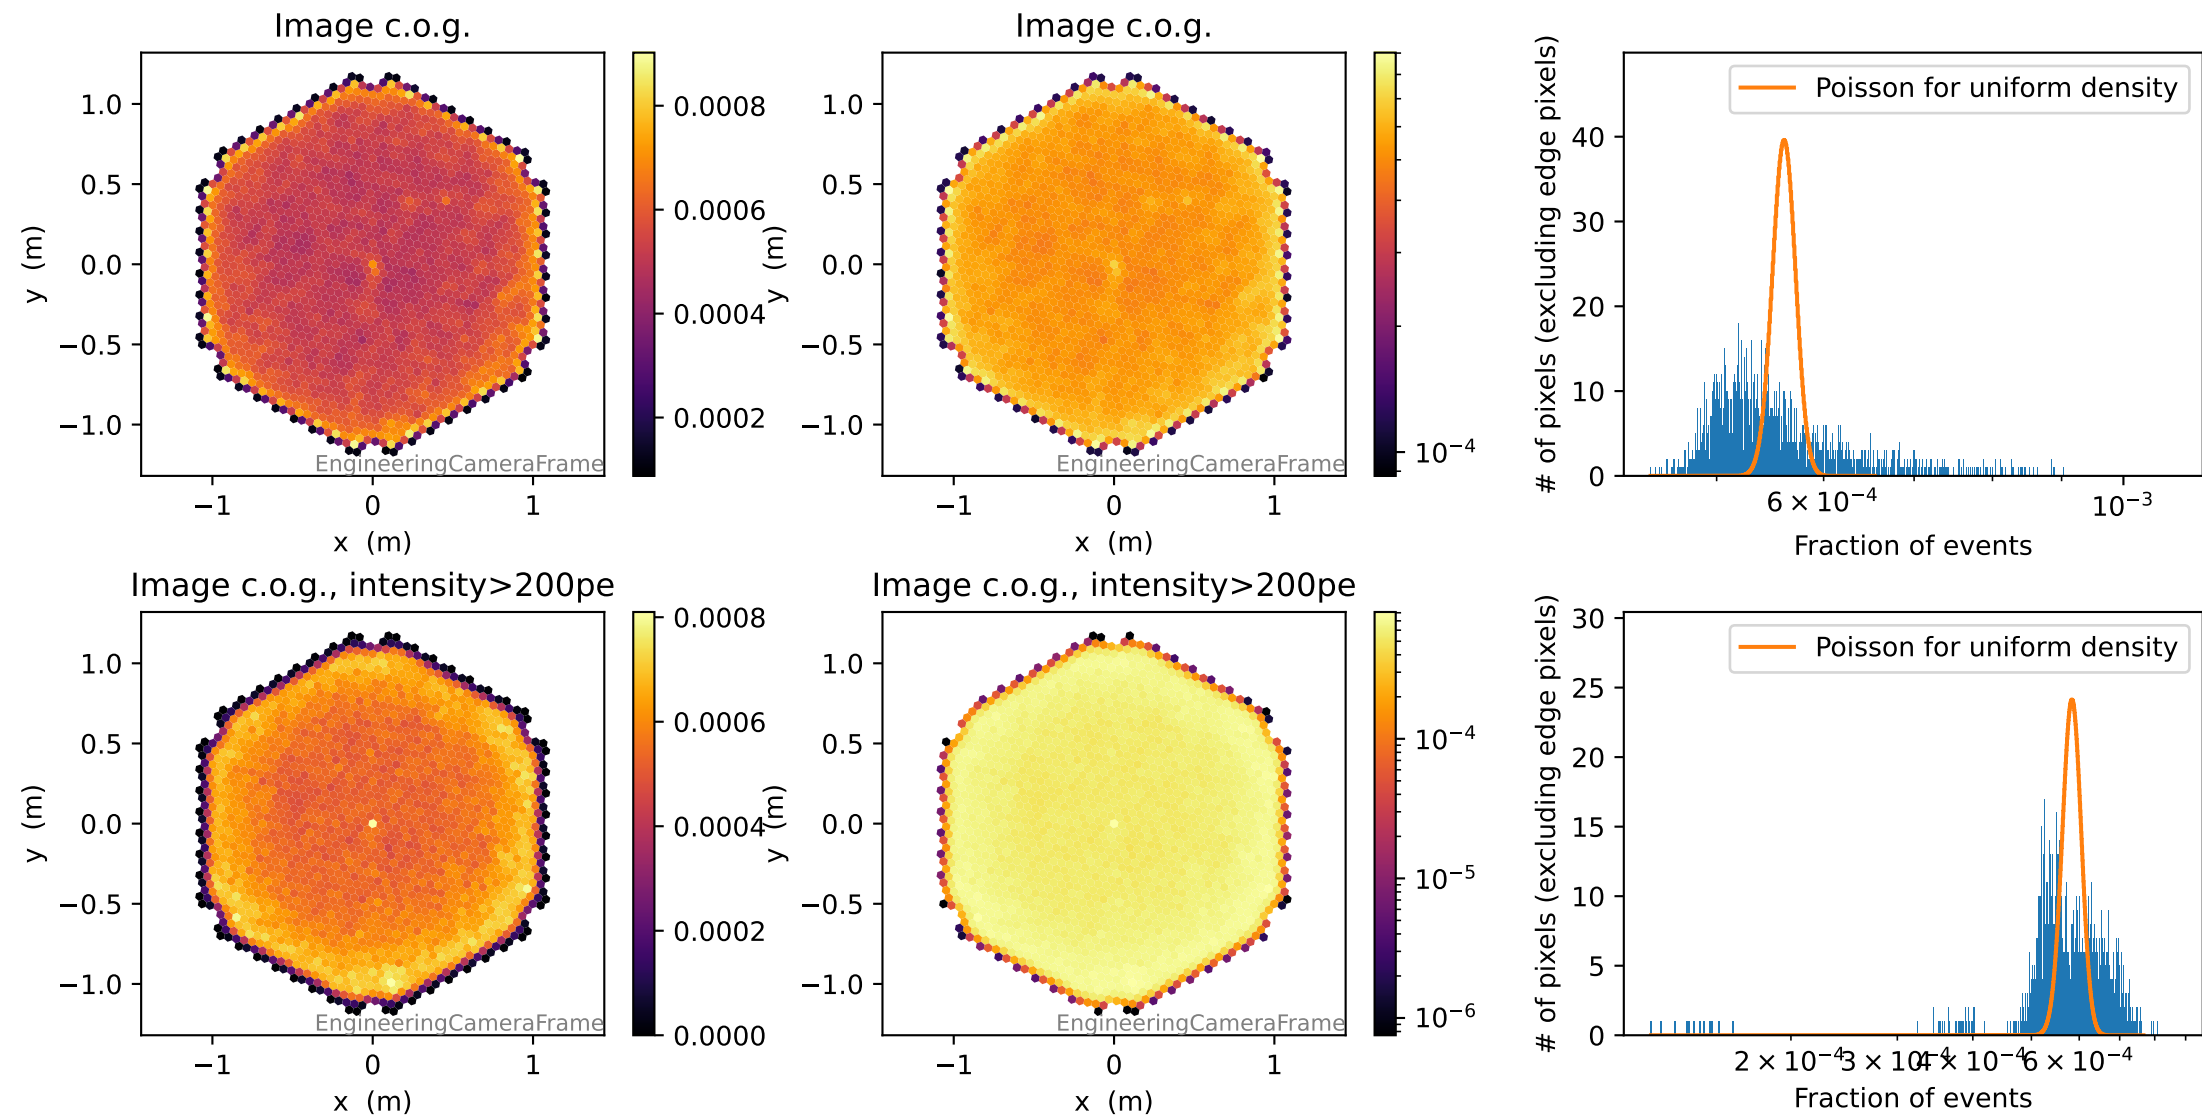 Image c.o.g.
1.0
0.5
0.0
−0.5
−1.0
y (m)
−1
0
1
x (m)
EngineeringCameraFrame
0.0008
0.0006
0.0004
0.0002
Image c.o.g.
1.0
0.5
0.0
−0.5
−1.0
y (m)
−1
0
1
x (m)
EngineeringCameraFrame
10⁻⁴
# of pixels (excluding edge pixels)
40
30
20
10
0
Poisson for uniform density
6 × 10⁻⁴
10⁻³
Fraction of events
Image c.o.g., intensity>200pe
1.0
0.5
0.0
−0.5
−1.0
y (m)
−1
0
1
x (m)
EngineeringCameraFrame
0.0008
0.0006
0.0004
0.0002
0.0000
Image c.o.g., intensity>200pe
1.0
0.5
0.0
−0.5
−1.0
y (m)
−1
0
1
x (m)
EngineeringCameraFrame
10⁻⁴
10⁻⁵
10⁻⁶
# of pixels (excluding edge pixels)
30
25
20
15
10
5
0
Poisson for uniform density
2 × 10⁻⁴
3 × 10⁻⁴
4 × 10⁻⁴
6 × 10⁻⁴
Fraction of events